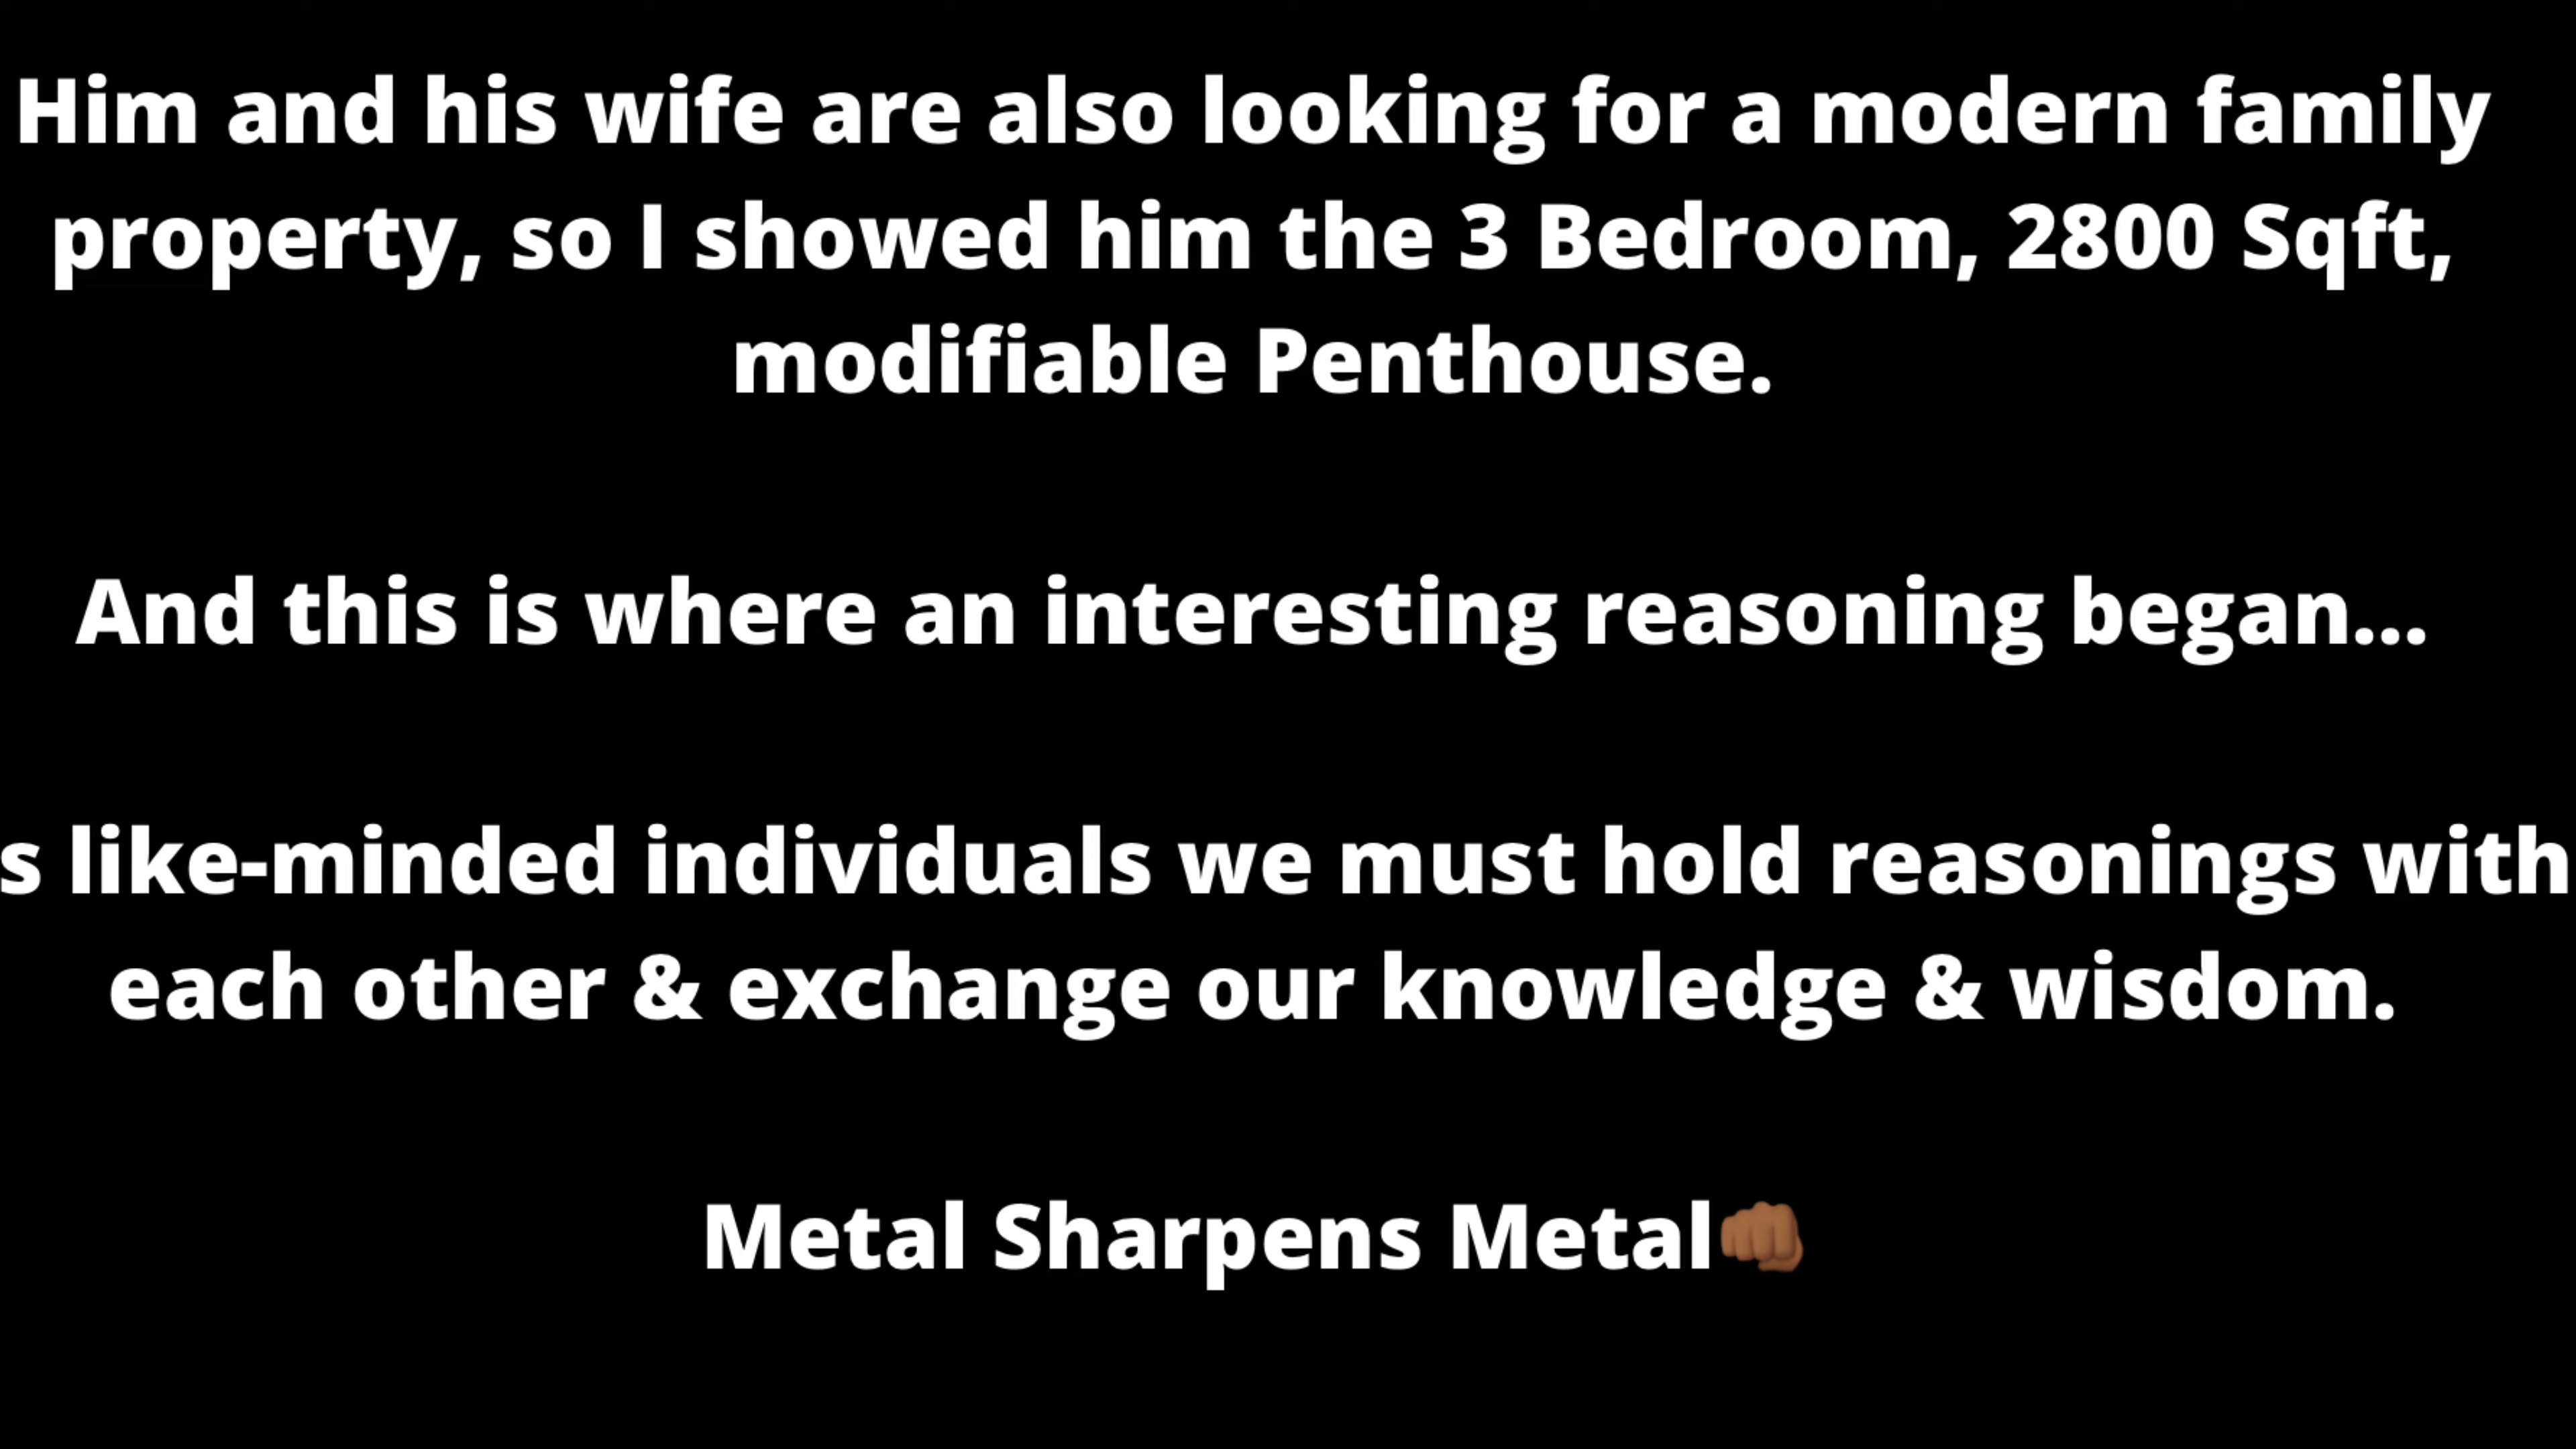 Him and his wife are also looking for a modern family
property, so I showed him the 3 Bedroom, 2800 Sqft,
modifiable Penthouse.
And this is where an interesting reasoning began...
s like-minded individuals we must hold reasonings with
each other & exchange our knowledge & wisdom.
Metal Sharpens Metal👊🏾